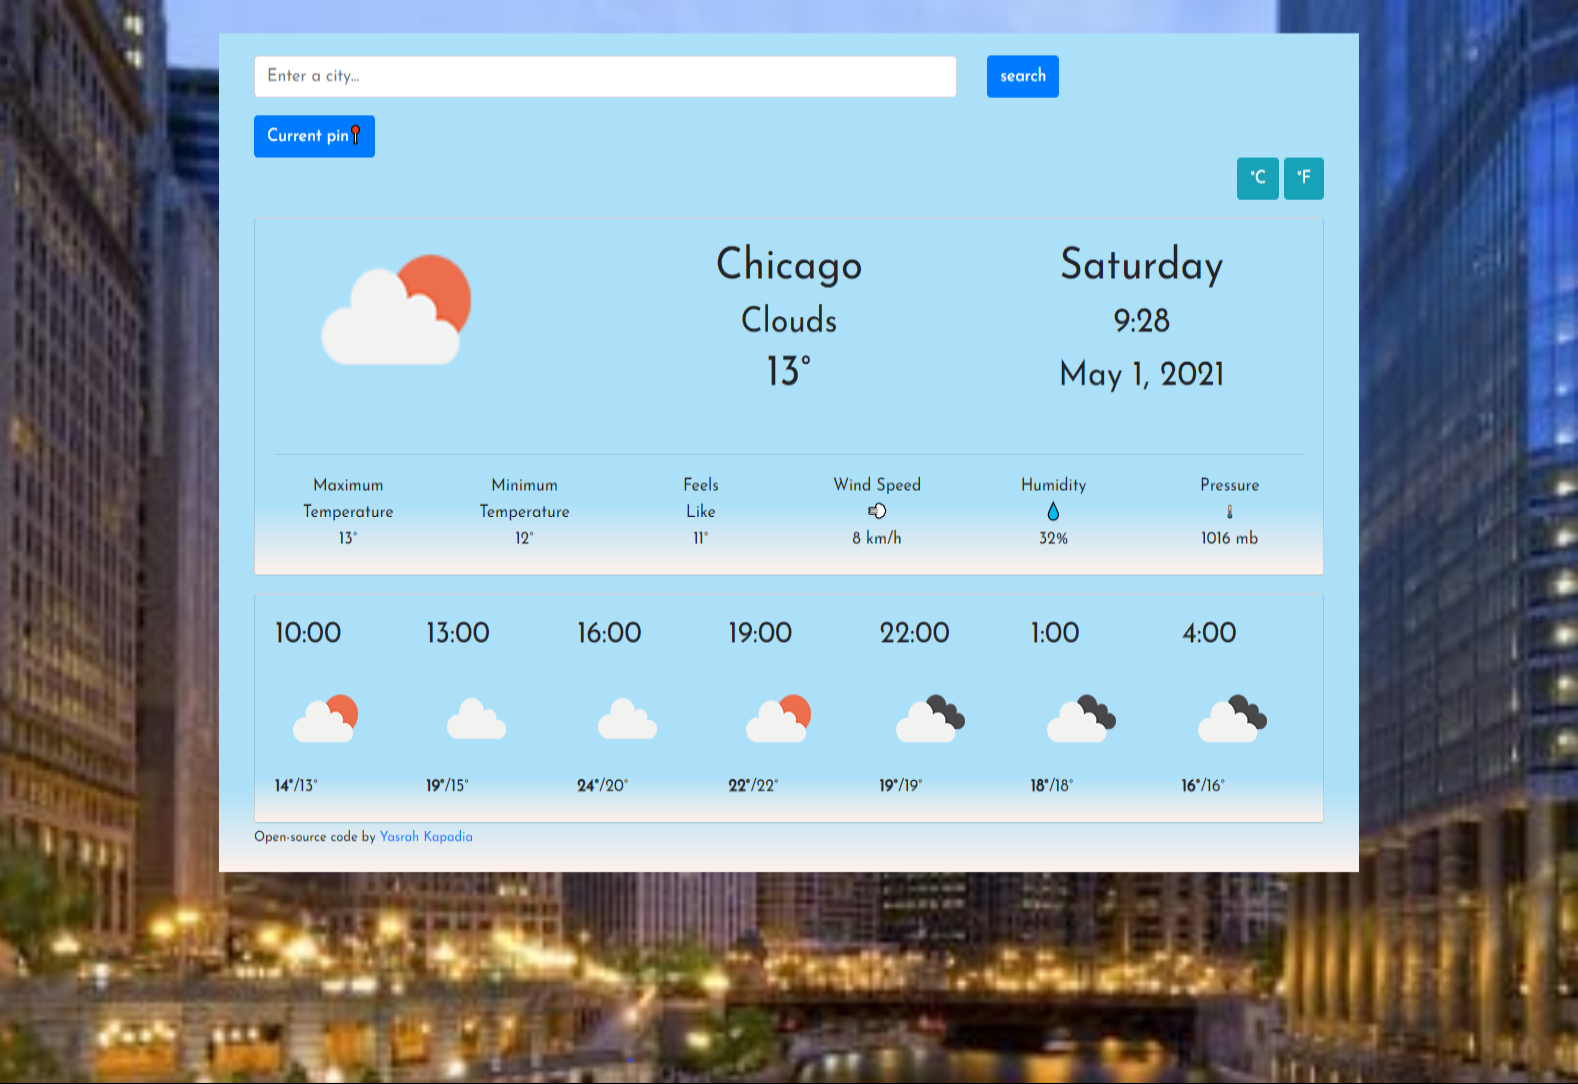 Enter a city...
search
Current pin
°C
°F
Chicago
Clouds
13°
Saturday
9:28
May 1, 2021
Maximum
Temperature
13°
Minimum
Temperature
12°
Feels
Like
11°
Wind Speed
8 km/h
Humidity
32%
Pressure
1016 mb
10:00
13:00
16:00
19:00
22:00
1:00
4:00
14°/13°
19°/15°
24°/20°
22°/22°
19°/19°
18°/18°
16°/16°
Open-source code by Yasrah Kapadia